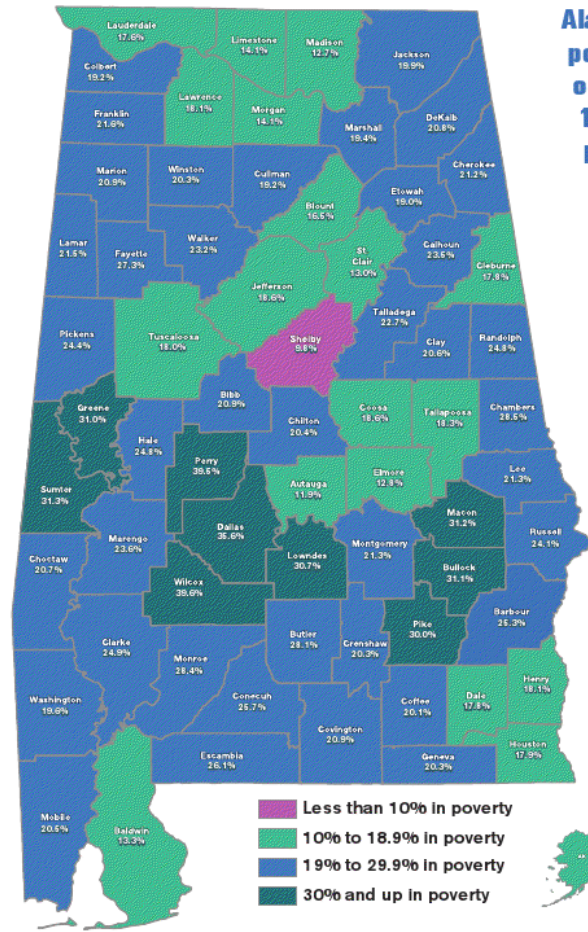 Ala
Lauderdale
17.6%
Limestone
14.1%
Madison
12.7%
Jackson
19.9%
Colbert
19.2%
Lawrence
18.1%
Morgan
14.1%
Franklin
21.6%
Marshall
19.4%
DeKalb
20.8%
Cherokee
21.2%
Marion
20.9%
Winston
20.3%
Cullman
19.2%
Etowah
19.0%
Blount
16.5%
Lamar
21.5%
Fayette
27.3%
Walker
23.2%
St.
Clair
13.0%
Calhoun
23.5%
Cleburne
17.8%
Jefferson
18.6%
Pickens
24.4%
Tuscaloosa
18.0%
Shelby
9.8%
Talladega
22.7%
Clay
20.6%
Randolph
24.8%
Greene
31.0%
Bibb
20.9%
Chilton
20.4%
Coosa
18.6%
Tallapoosa
18.3%
Chambers
28.5%
Hale
24.8%
Perry
39.5%
Sumter
31.3%
Autauga
11.9%
Elmore
12.8%
Lee
21.3%
Marengo
23.6%
Dallas
35.6%
Lowndes
30.7%
Montgomery
21.3%
Macon
31.2%
Russell
24.1%
Choctaw
20.7%
Wilcox
39.6%
Bullock
31.1%
Barbour
25.3%
Clarke
24.9%
Monroe
28.4%
Butler
28.1%
Crenshaw
20.3%
Pike
30.0%
Washington
19.6%
Conecuh
25.7%
Covington
20.9%
Coffee
20.1%
Dale
17.8%
Henry
18.1%
Escambia
26.1%
Geneva
20.3%
Houston
17.9%
Mobile
20.5%
Baldwin
13.3%
Less than 10% in poverty
10% to 18.9% in poverty
19% to 29.9% in poverty
30% and up in poverty